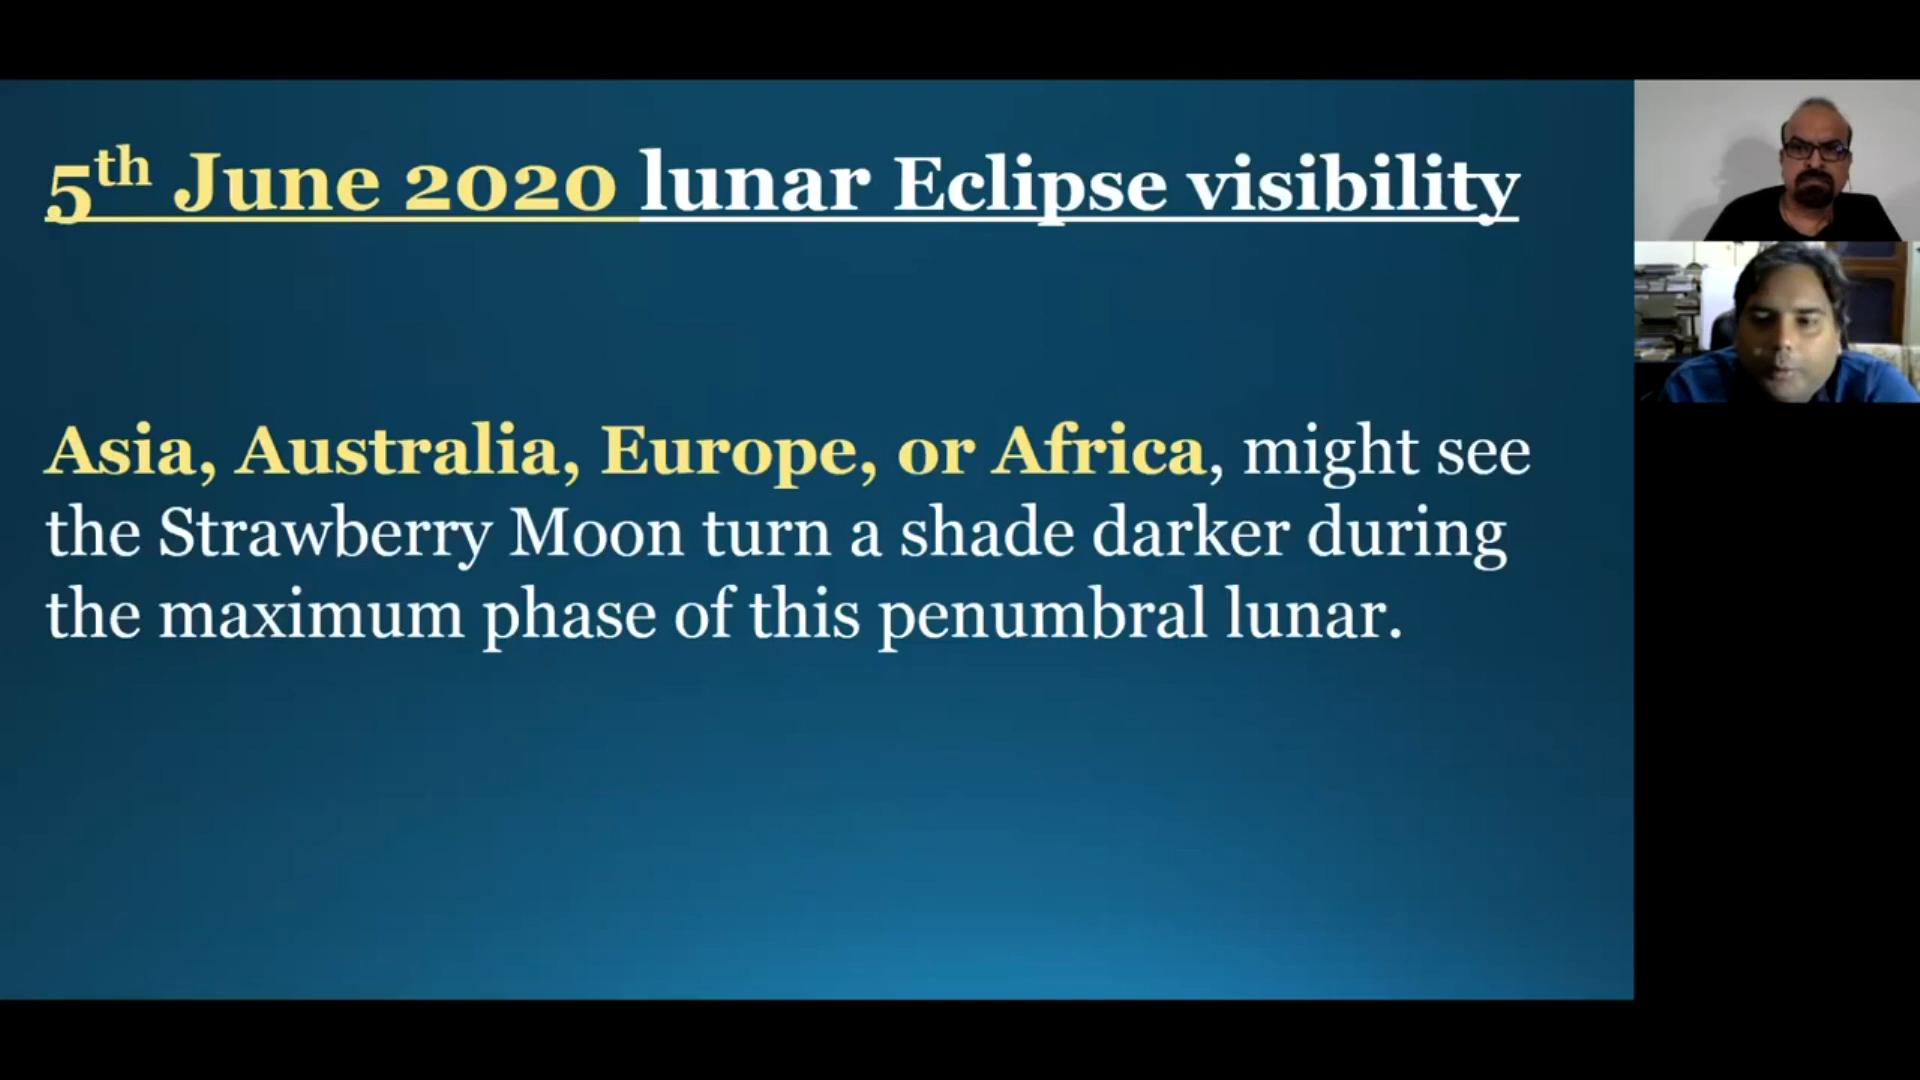 5th June 2020 lunar Eclipse visibility
Asia, Australia, Europe, or Africa, might see
the Strawberry Moon turn a shade darker during
the maximum phase of this penumbral lunar.